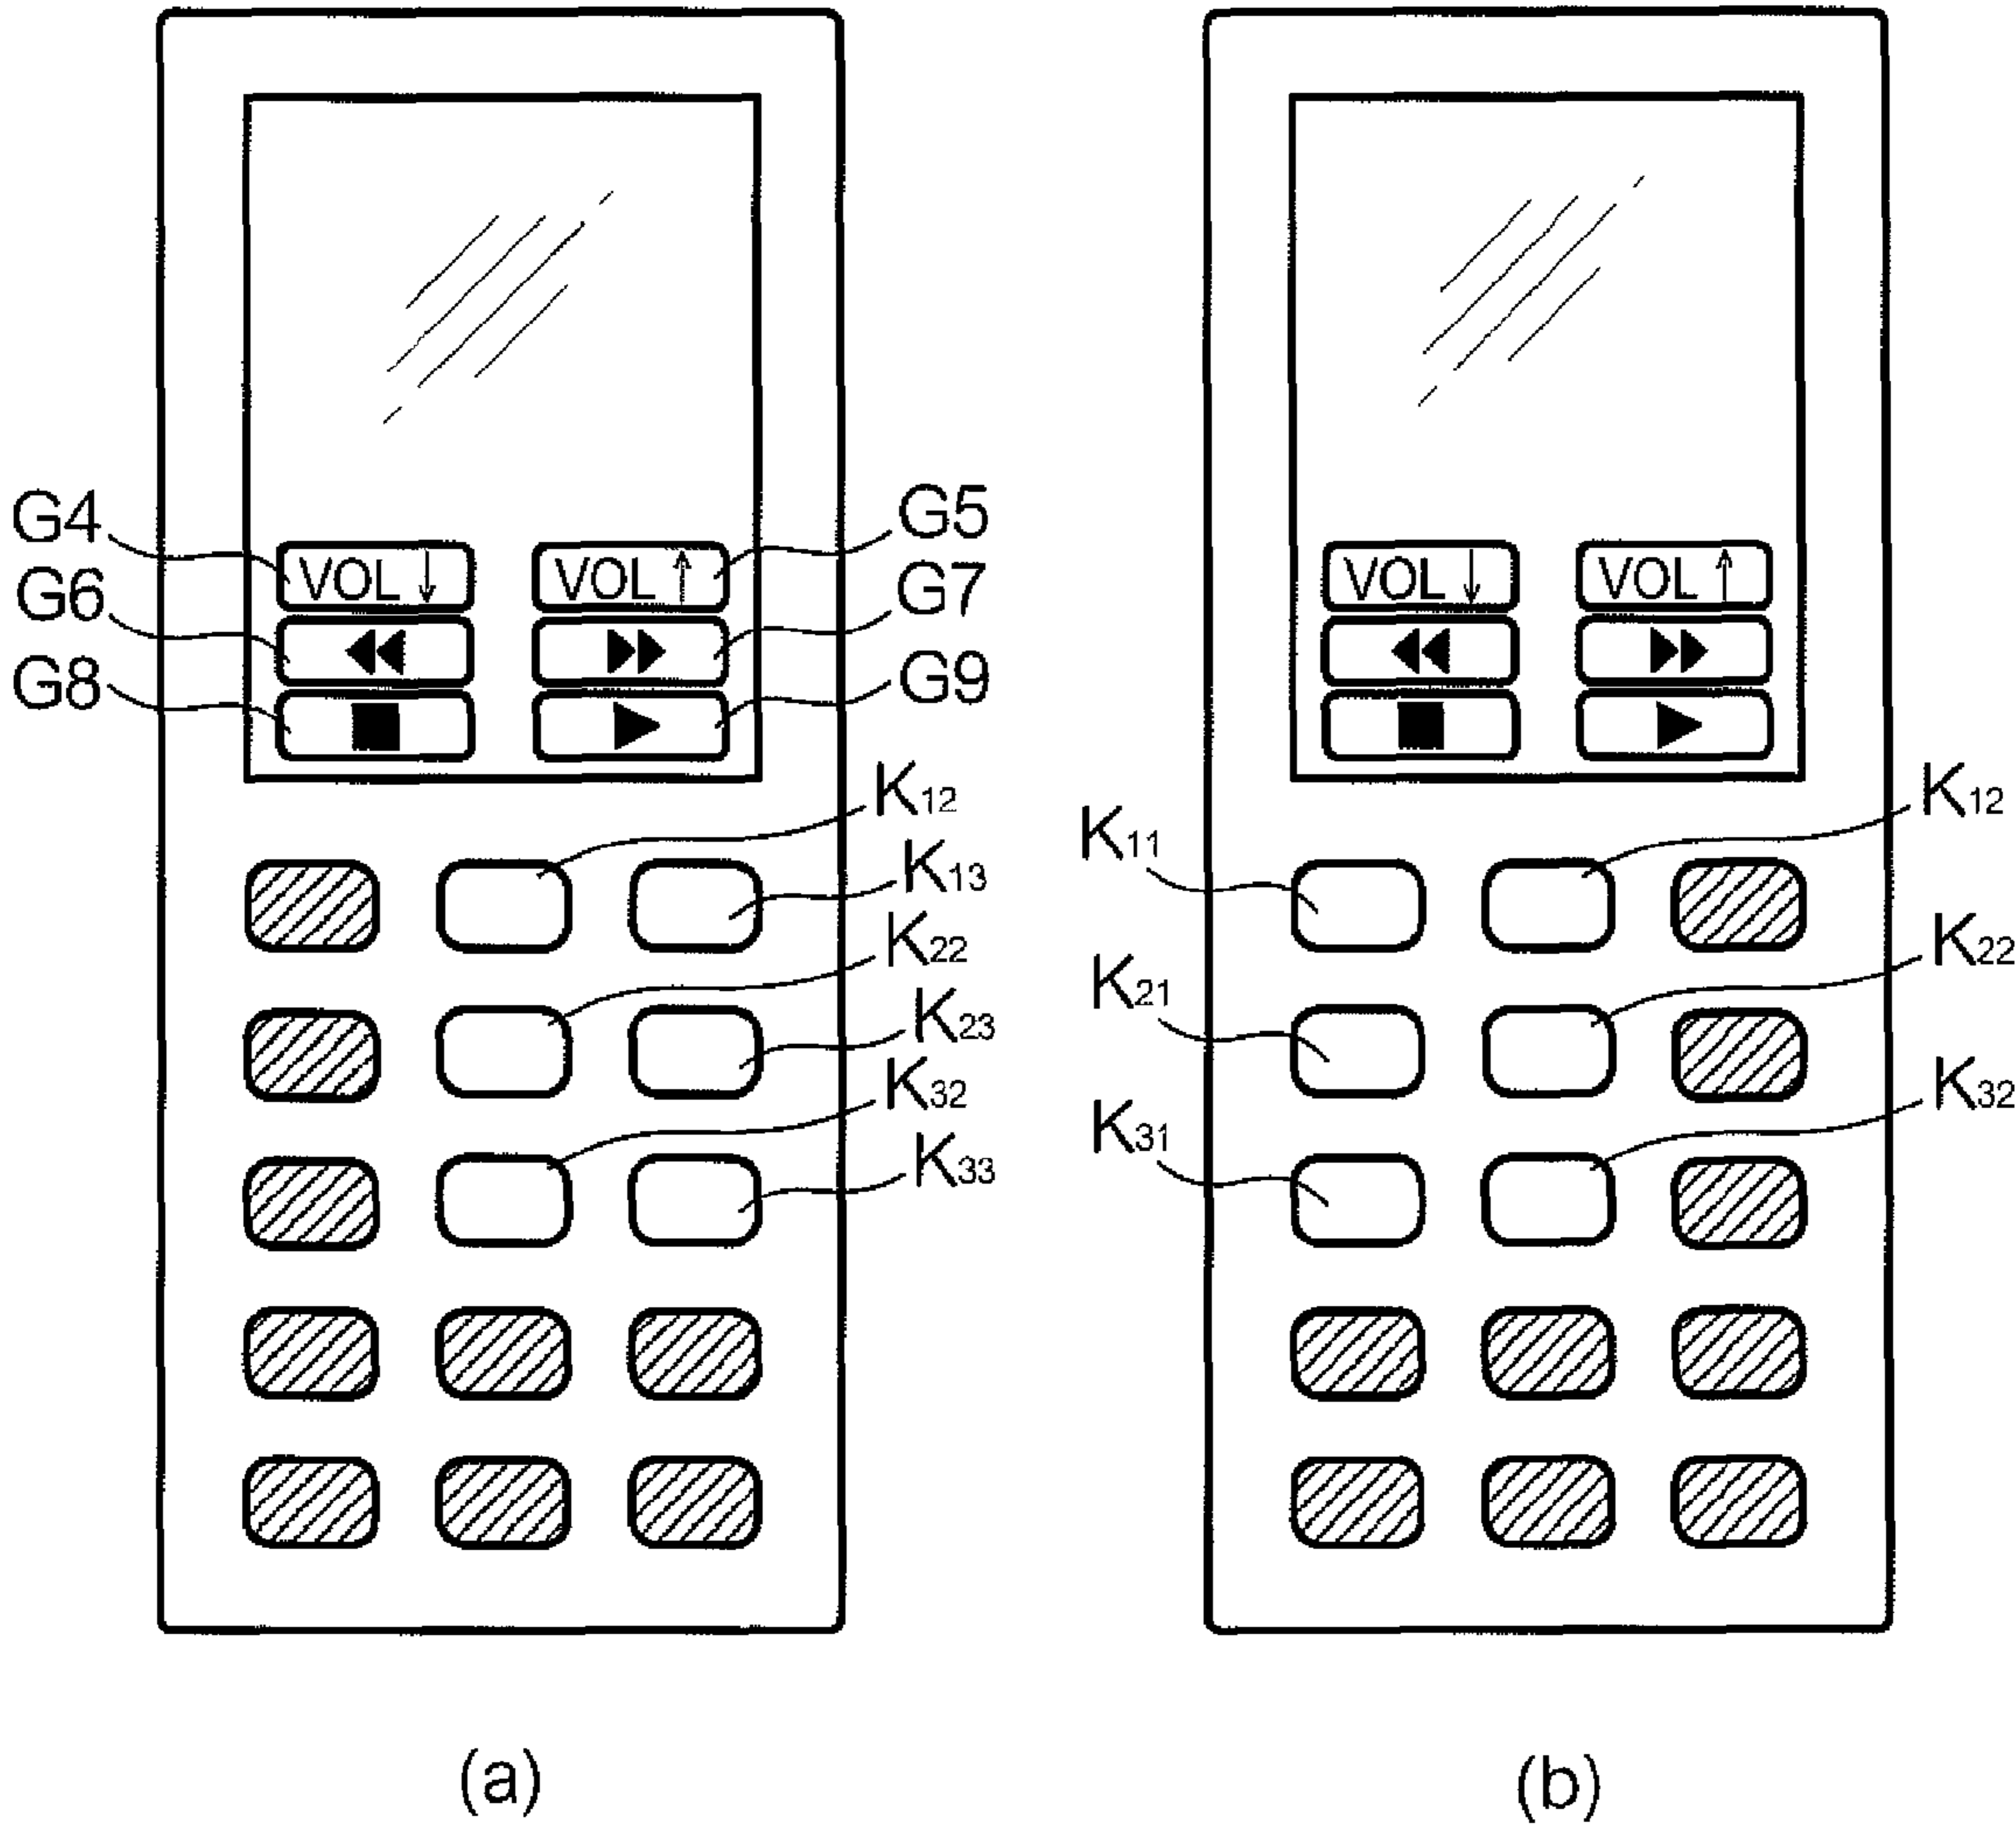 G4
G6
G8
VOL ↓
VOL ↑
G5
G7
G9
K12
K13
K22
K23
K32
K33
(a)
VOL ↓
VOL ↑
K11
K12
K21
K22
K31
K32
(b)